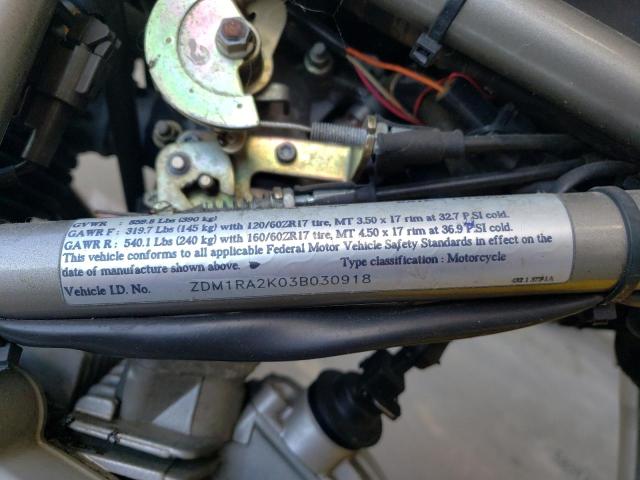 GVWR 859.8 Lbs (390 kg)
GAWR F : 319.7 Lbs (145 kg) with 120/60ZR17 tire, MT 3.50 x 17 rim at 32.7 P.SI cold.
GAWR R : 540.1 Lbs (240 kg) with 160/60ZR17 tire, MT 4.50 x 17 rim at 36.9 P.SI cold.
This vehicle conforms to all applicable Federal Motor Vehicle Safety Standards in effect on the
date of manufacture shown above. Type classification : Motorcycle
Vehicle I.D. No. ZDM1RA2K03B030918